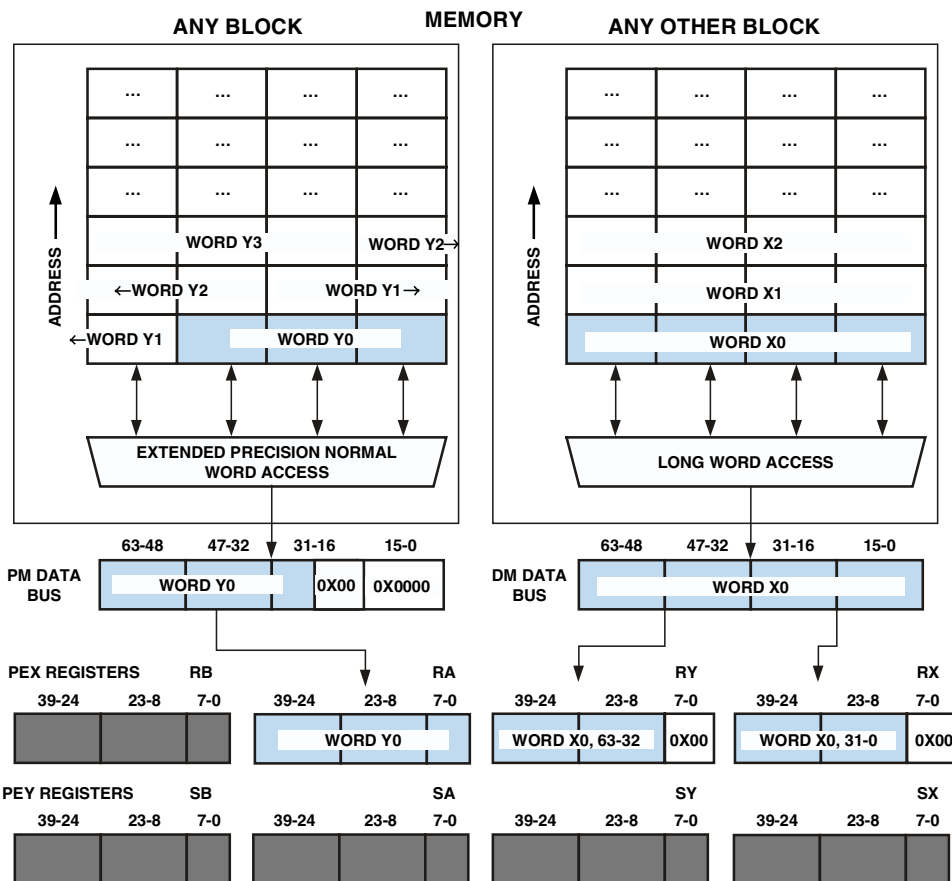 MEMORY
ANY BLOCK
ANY OTHER BLOCK
... ... ... ...
... ... ... ...
... ... ... ...
... ... ... ...
... ... ... ...
... ... ... ...
ADDRESS
WORD Y3
WORD Y2→
←WORD Y2
WORD Y1→
←WORD Y1
WORD Y0
ADDRESS
WORD X2
WORD X1
WORD X0
EXTENDED PRECISION NORMAL
WORD ACCESS
LONG WORD ACCESS
63-48 47-32 31-16 15-0
PM DATA
BUS
WORD Y0 0X00 0X0000
63-48 47-32 31-16 15-0
DM DATA
BUS
WORD X0
PEX REGISTERS RB RA RY RX
39-24 23-8 7-0 39-24 23-8 7-0 39-24 23-8 7-0 39-24 23-8 7-0
WORD Y0 WORD X0, 63-32 0X00 WORD X0, 31-0 0X00
PEY REGISTERS SB SA SY SX
39-24 23-8 7-0 39-24 23-8 7-0 39-24 23-8 7-0 39-24 23-8 7-0